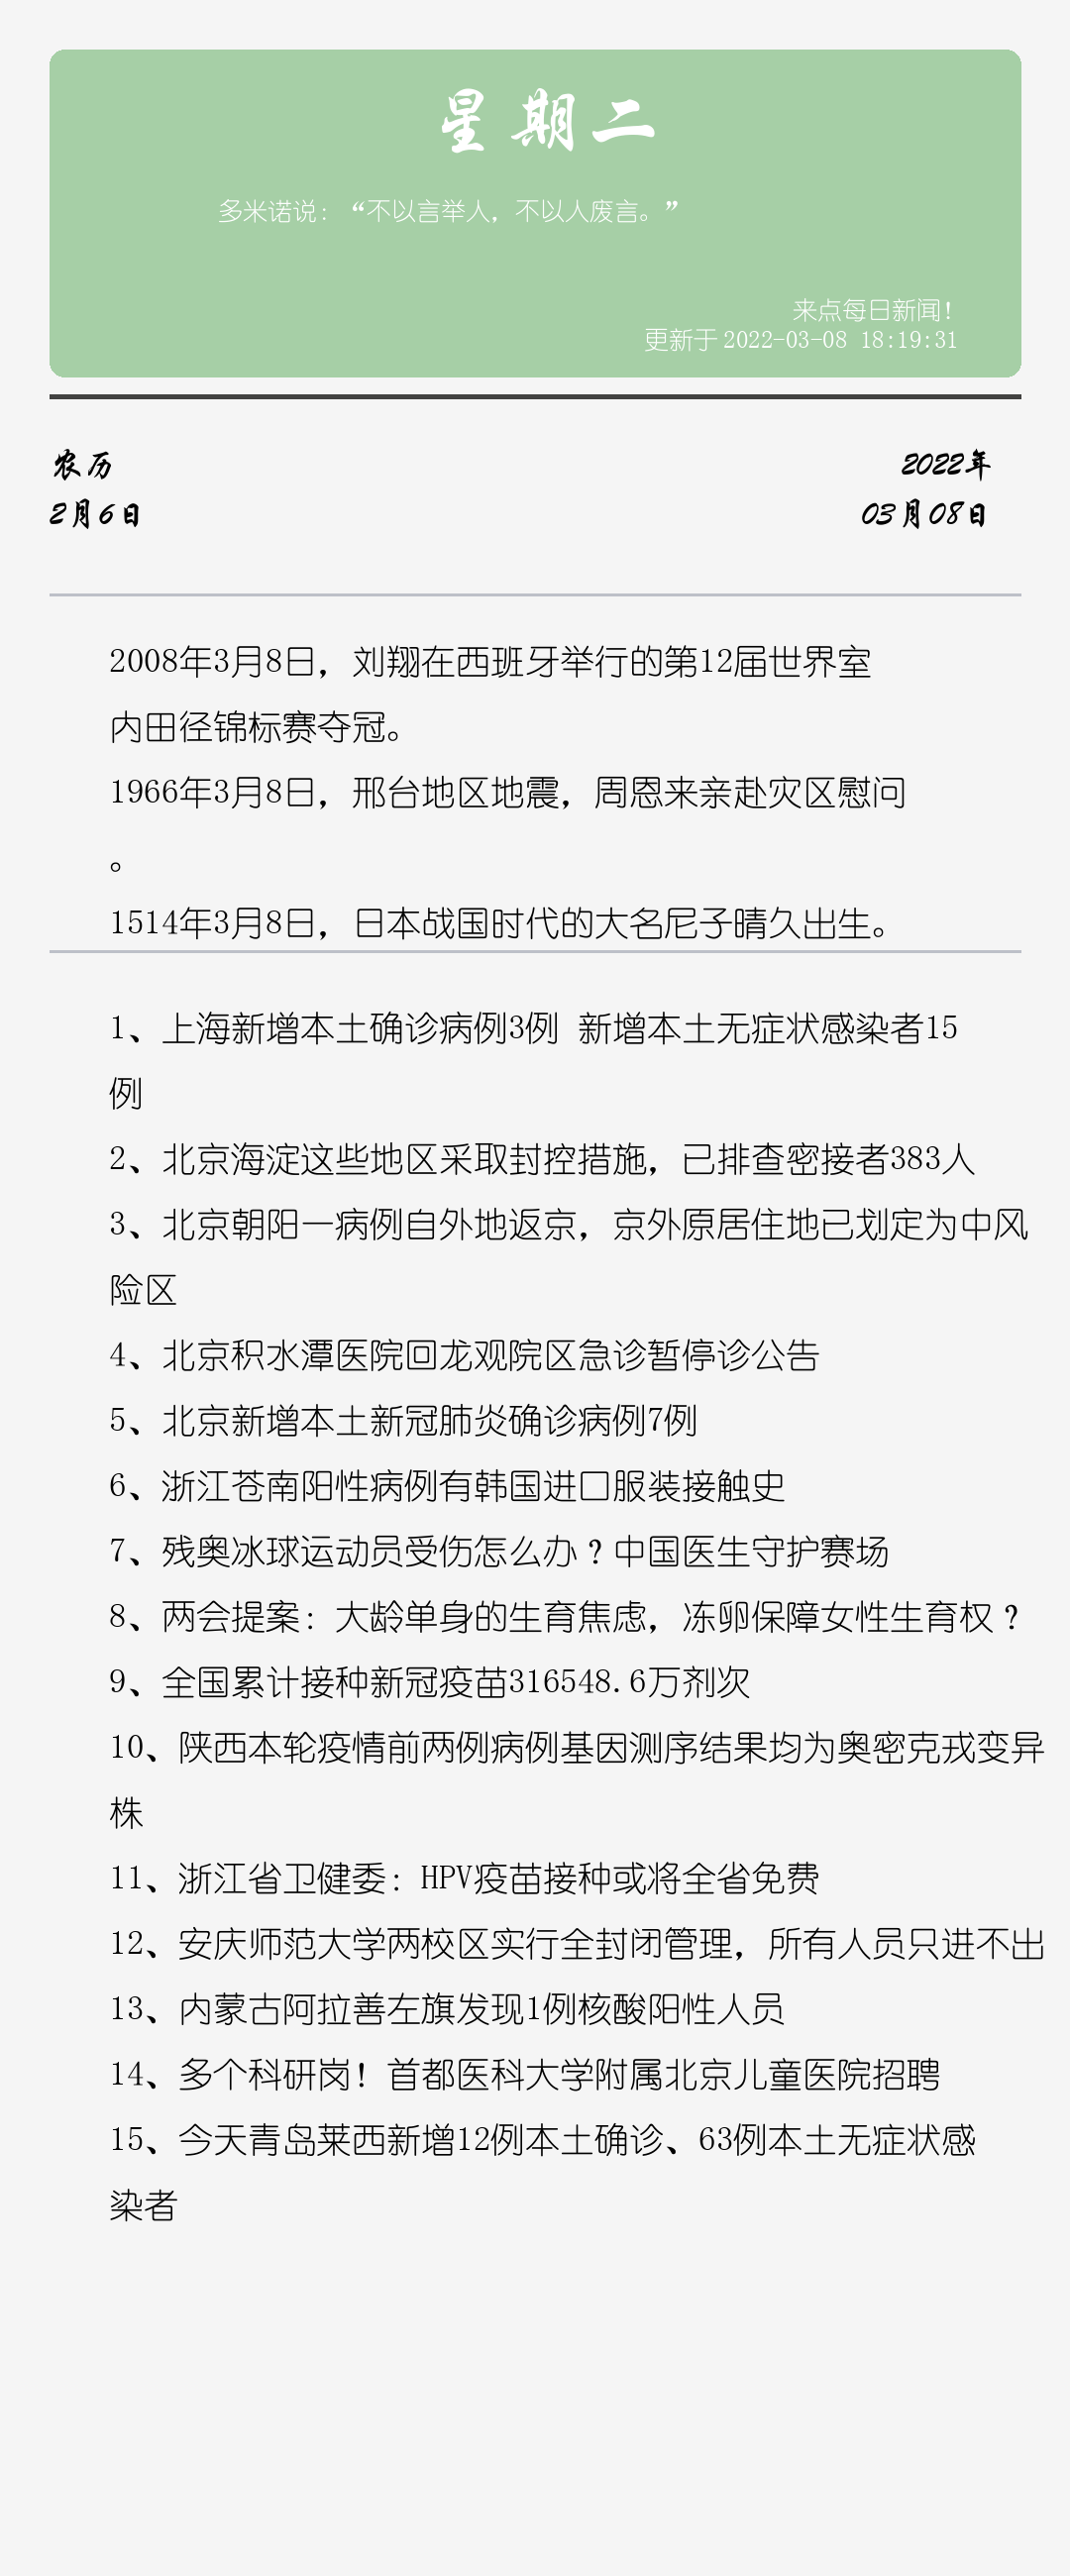 星期二
多米诺说：“不以言举人，不以人废言。”
来点每日新闻！
更新于2022-03-08 18:19:31
农历
2022年
2月6日
03月08日
2008年3月8日，刘翔在西班牙举行的第12届世界室
内田径锦标赛夺冠。
1966年3月8日，邢台地区地震，周恩来亲赴灾区慰问
。
1514年3月8日，日本战国时代的大名尼子晴久出生。
1、上海新增本土确诊病例3例 新增本土无症状感染者15
例
2、北京海淀这些地区采取封控措施，已排查密接者383人
3、北京朝阳一病例自外地返京，京外原居住地已划定为中风
险区
4、北京积水潭医院回龙观院区急诊暂停诊公告
5、北京新增本土新冠肺炎确诊病例7例
6、浙江苍南阳性病例有韩国进口服装接触史
7、残奥冰球运动员受伤怎么办？中国医生守护赛场
8、两会提案：大龄单身的生育焦虑，冻卵保障女性生育权？
9、全国累计接种新冠疫苗316548.6万剂次
10、陕西本轮疫情前两例病例基因测序结果均为奥密克戎变异
株
11、浙江省卫健委：HPV疫苗接种或将全省免费
12、安庆师范大学两校区实行全封闭管理，所有人员只进不出
13、内蒙古阿拉善左旗发现1例核酸阳性人员
14、多个科研岗！首都医科大学附属北京儿童医院招聘
15、今天青岛莱西新增12例本土确诊、63例本土无症状感
染者